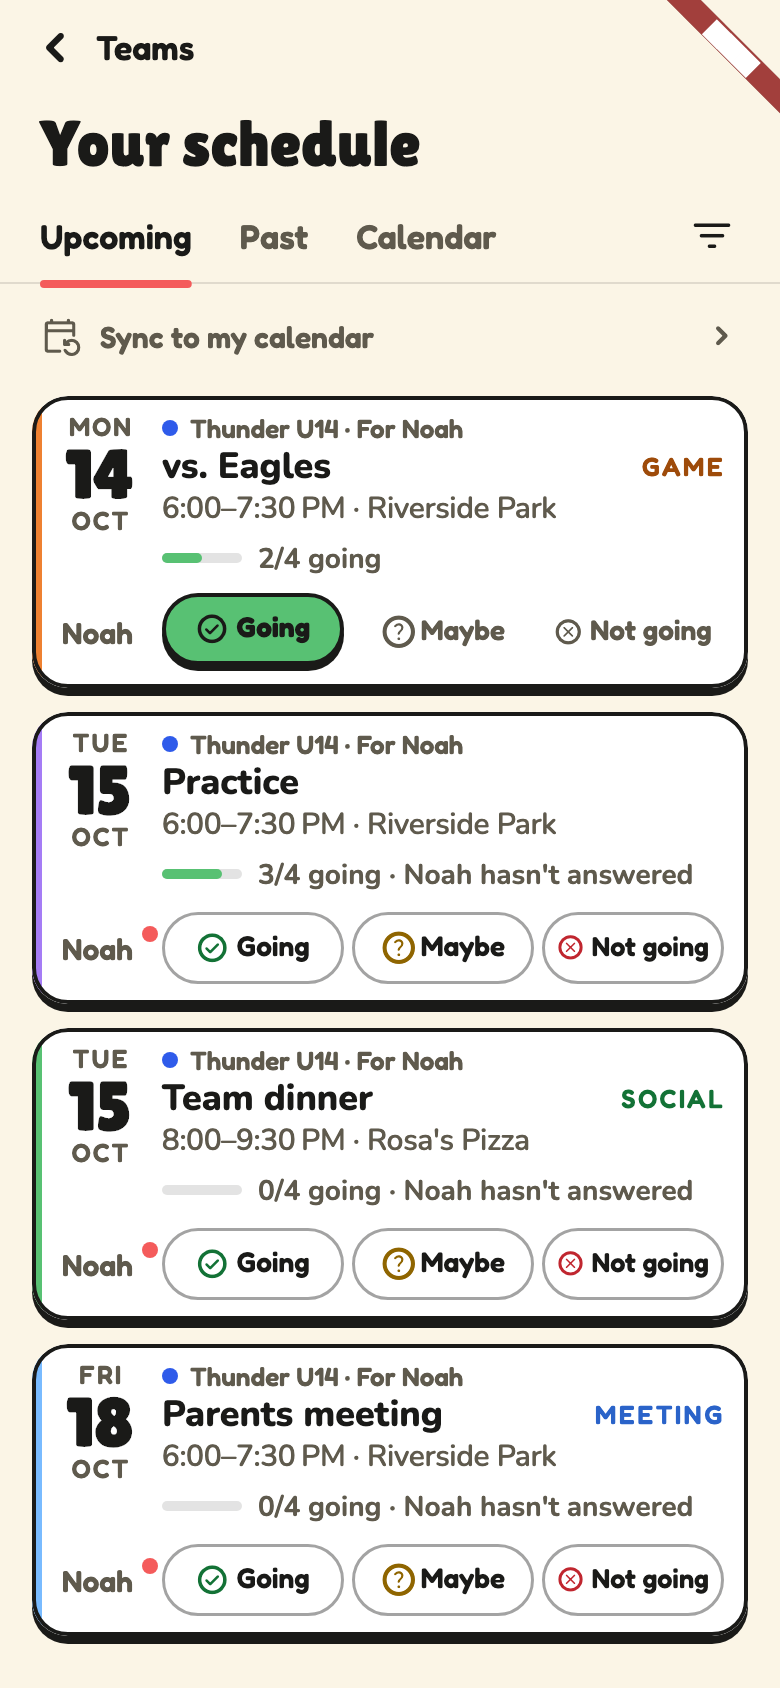 Teams
Your schedule
Upcoming Past Calendar
Sync to my calendar
MON
14
OCT
Thunder U14 · For Noah
vs. Eagles
GAME
6:00–7:30 PM · Riverside Park
2/4 going
Noah
Going
Maybe
Not going
TUE
15
OCT
Thunder U14 · For Noah
Practice
6:00–7:30 PM · Riverside Park
3/4 going · Noah hasn't answered
Noah
Going
Maybe
Not going
TUE
15
OCT
Thunder U14 · For Noah
Team dinner
SOCIAL
8:00–9:30 PM · Rosa's Pizza
0/4 going · Noah hasn't answered
Noah
Going
Maybe
Not going
FRI
18
OCT
Thunder U14 · For Noah
Parents meeting
MEETING
6:00–7:30 PM · Riverside Park
0/4 going · Noah hasn't answered
Noah
Going
Maybe
Not going